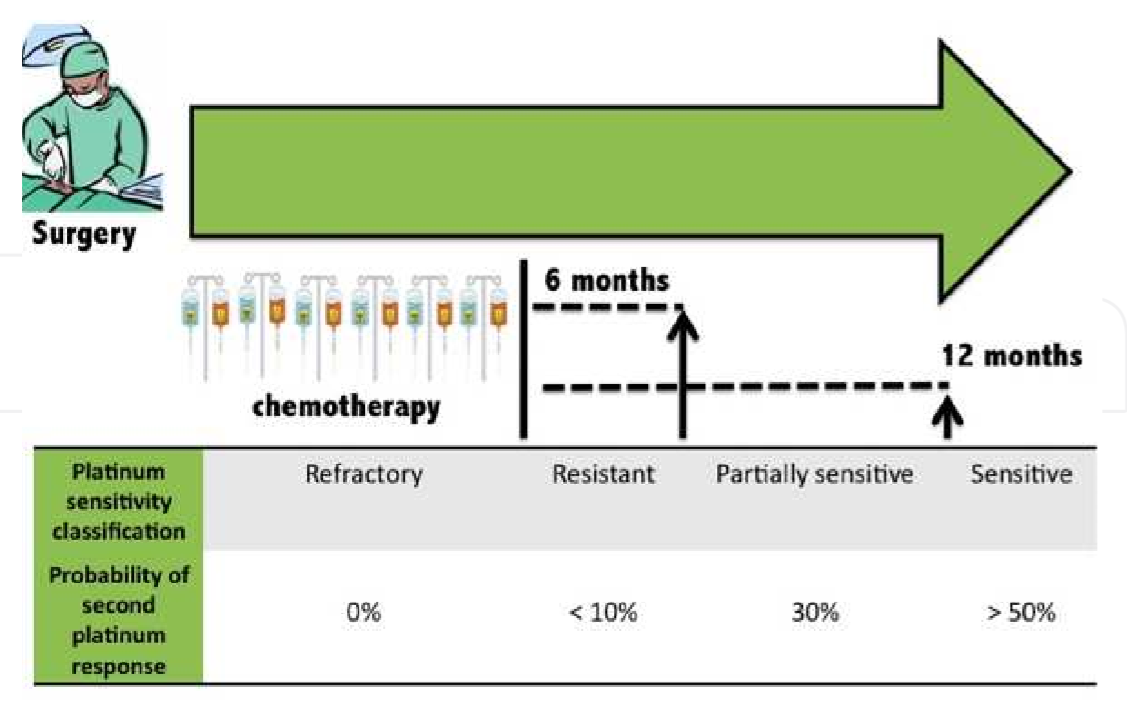 Surgery
6 months
12 months
chemotherapy
Platinum
sensitivity
classification
Refractory
Resistant
Partially sensitive
Sensitive
Probability of
second
platinum
response
0%
< 10%
30%
> 50%